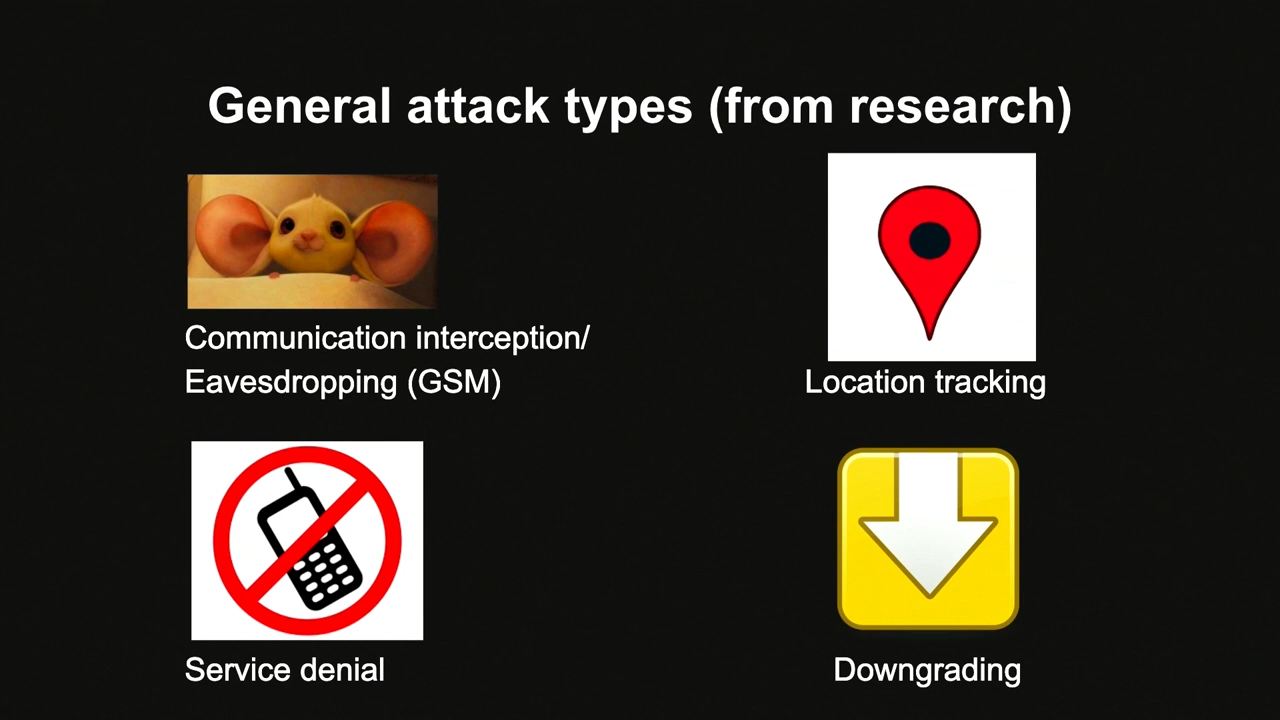 General attack types (from research)
Communication interception/
Eavesdropping (GSM)
Location tracking
Service denial
Downgrading